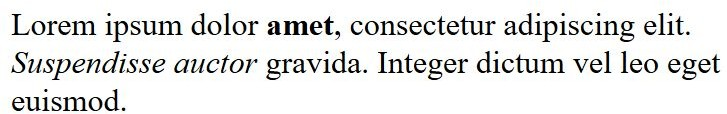 Lorem ipsum dolor amet, consectetur adipiscing elit.
Suspendisse auctor gravida. Integer dictum vel leo eget
euismod.